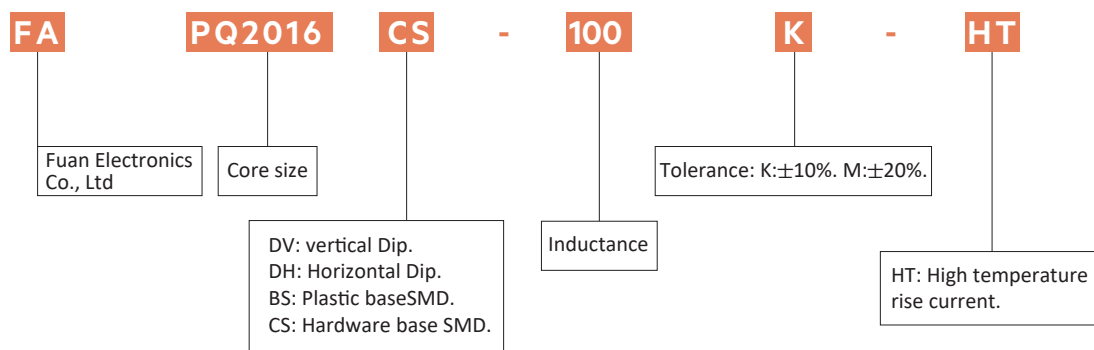 FA PQ2016 CS - 100 K - HT
Fuan Electronics
Co., Ltd
Core size
DV: vertical Dip.
DH: Horizontal Dip.
BS: Plastic baseSMD.
CS: Hardware base SMD.
Inductance
Tolerance: K:±10%. M:±20%.
HT: High temperature
rise current.